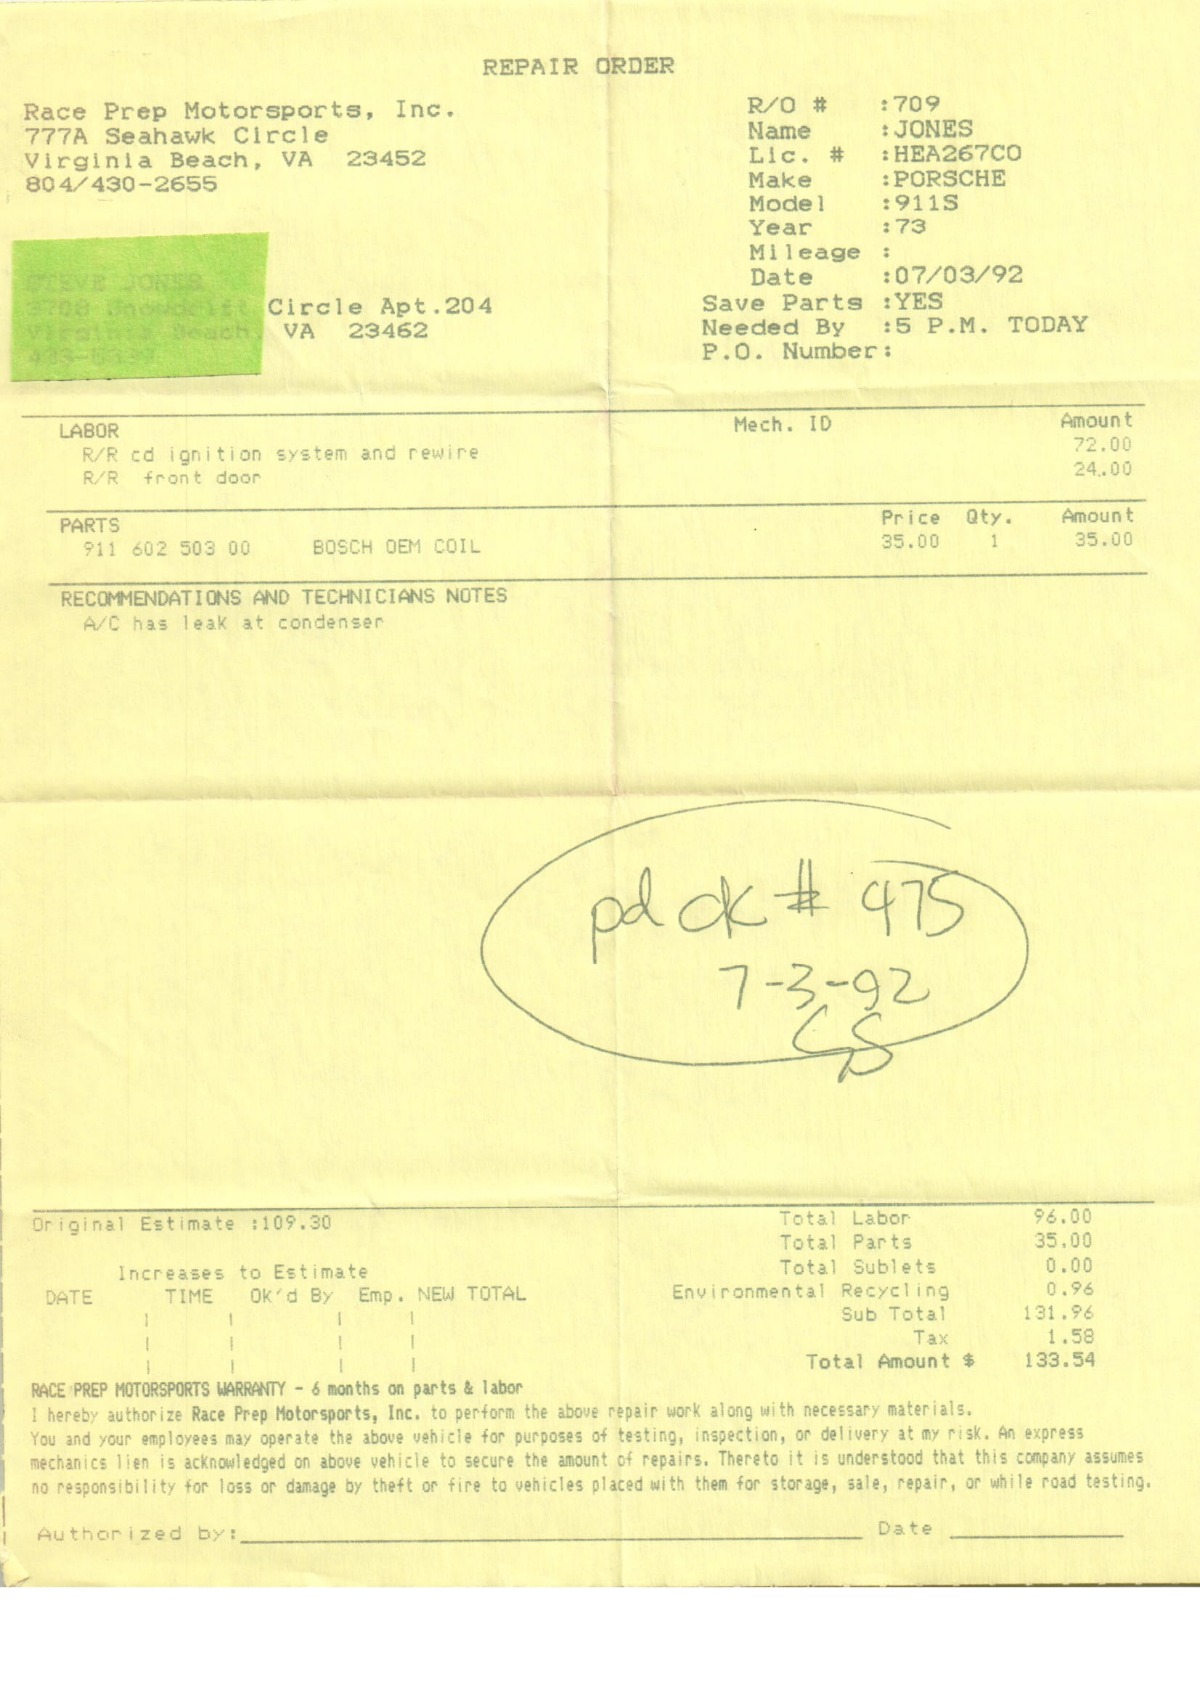 REPAIR ORDER
Race Prep Motorsports, Inc.
777A Seahawk Circle
Virginia Beach, VA 23452
804/430-2655
R/O # :709
Name :JONES
Lic. # :HEA267CO
Make :PORSCHE
Model :911S
Year :73
Mileage :
Date :07/03/92
Save Parts :YES
Needed By :5 P.M. TODAY
P.O. Number:
STEVE JONES
Circle Apt.204
Virginia Beach, VA 23462
LABOR Mech. ID Amount
R/R cd ignition system and rewire 72.00
R/R front door 24.00
PARTS Price Qty. Amount
911 602 503 00 BOSCH OEM COIL 35.00 1 35.00
RECOMMENDATIONS AND TECHNICIANS NOTES
A/C has leak at condenser
pd ck # 475
7-3-92
Original Estimate :109.30
Increases to Estimate
DATE TIME OK'd By Emp. NEW TOTAL
Total Labor 96.00
Total Parts 35.00
Total Sublets 0.00
Environmental Recycling 0.96
Sub Total 131.96
Tax 1.58
Total Amount $ 133.54
RACE PREP MOTORSPORTS WARRANTY - 6 months on parts & labor
I hereby authorize Race Prep Motorsports, Inc. to perform the above repair work along with necessary materials.
You and your employees may operate the above vehicle for purposes of testing, inspection, or delivery at my risk. An express
mechanics lien is acknowledged on above vehicle to secure the amount of repairs. Thereto it is understood that this company assumes
no responsibility for loss or damage by theft or fire to vehicles placed with them for storage, sale, repair, or while road testing.
Authorized by: Date